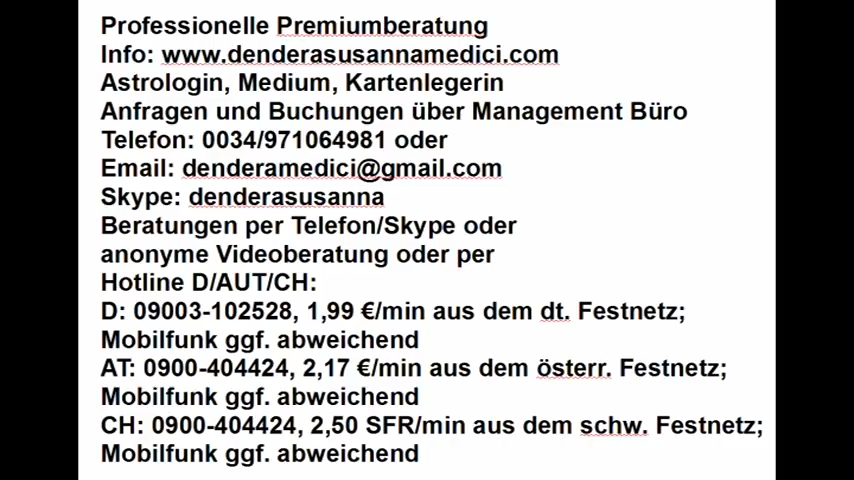 Professionelle Premiumberatung
Info: www.denderasusannamedici.com
Astrologin, Medium, Kartenlegerin
Anfragen und Buchungen über Management Büro
Telefon: 0034/971064981 oder
Email: denderamedici@gmail.com
Skype: denderasusanna
Beratungen per Telefon/Skype oder
anonyme Videoberatung oder per
Hotline D/AUT/CH:
D: 09003-102528, 1,99 €/min aus dem dt. Festnetz;
Mobilfunk ggf. abweichend
AT: 0900-404424, 2,17 €/min aus dem österr. Festnetz;
Mobilfunk ggf. abweichend
CH: 0900-404424, 2,50 SFR/min aus dem schw. Festnetz;
Mobilfunk ggf. abweichend